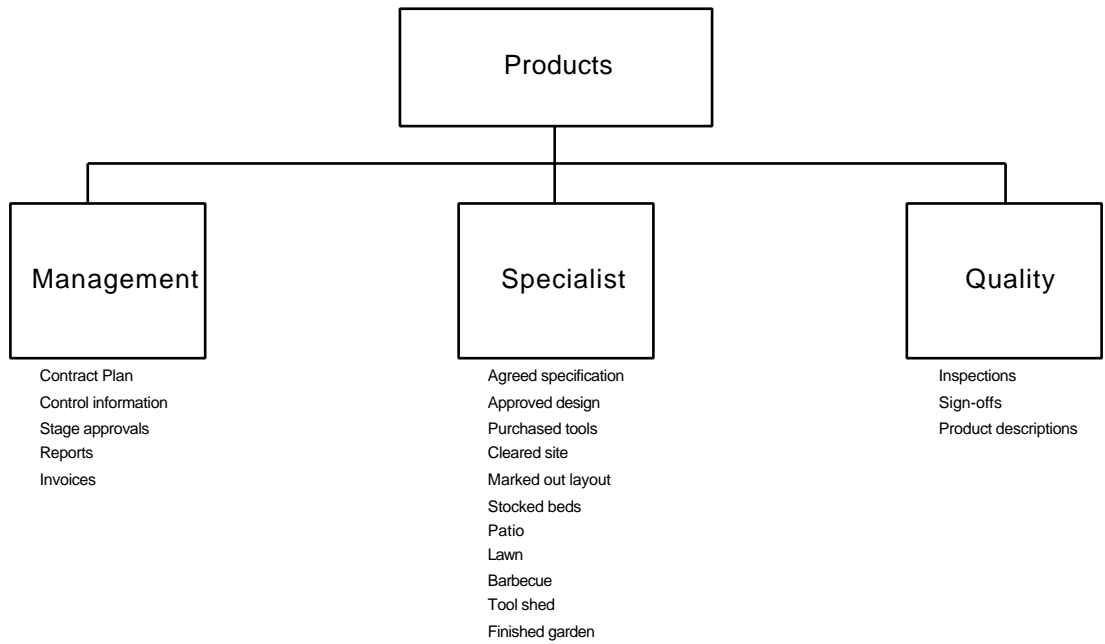 Products
Management
Specialist
Quality
Contract Plan
Control information
Stage approvals
Reports
Invoices
Agreed specification
Approved design
Purchased tools
Cleared site
Marked out layout
Stocked beds
Patio
Lawn
Barbecue
Tool shed
Finished garden
Inspections
Sign-offs
Product descriptions